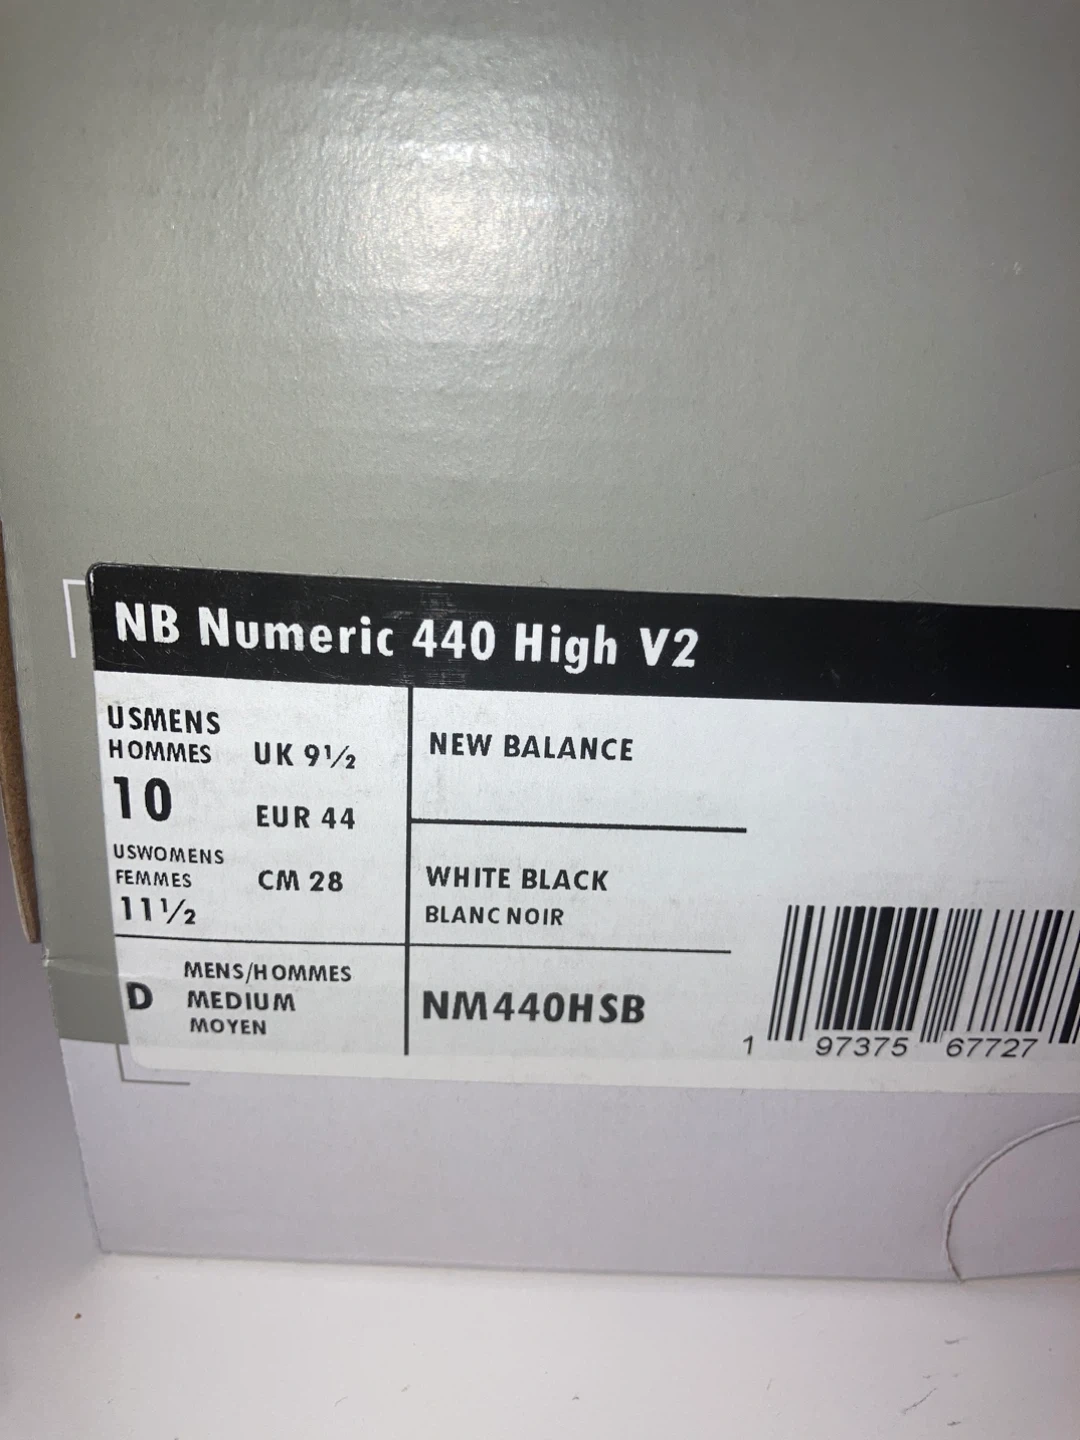 NB Numeric 440 High V2
USMENS
HOMMES
10
UK 9½
EUR 44
USWOMENS
FEMMES
11½
CM 28
D
MENS/HOMMES
MEDIUM
MOYEN
NEW BALANCE
WHITE BLACK
BLANC NOIR
NM440HSB
1 97375 67727